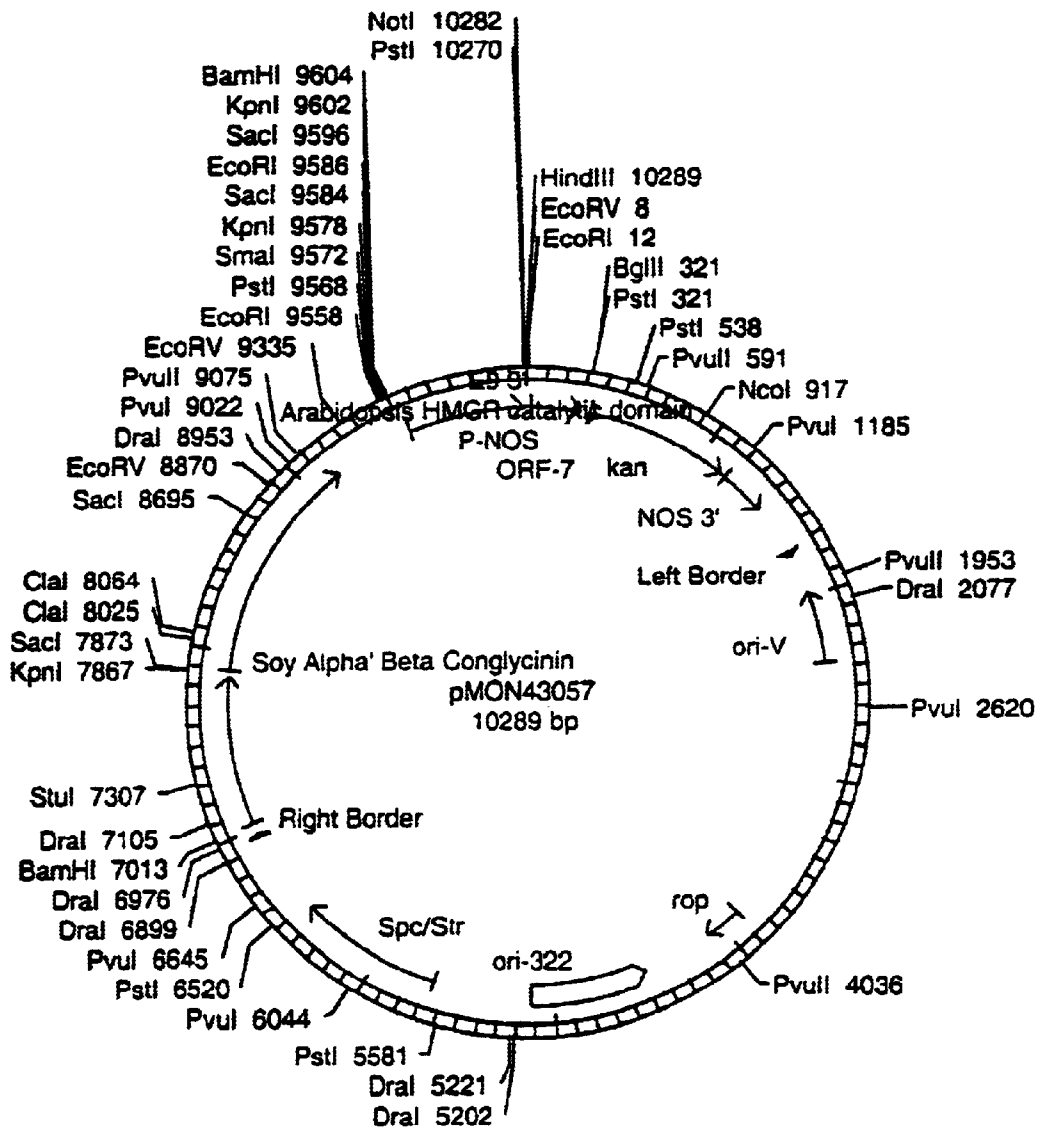 NotI 10282
PstI 10270
BamHI 9604
KpnI 9602
SacI 9596
EcoRI 9586
SacI 9584
KpnI 9578
SmaI 9572
PstI 9568
EcoRI 9558
EcoRV 9335
PvuII 9075
PvuI 9022
DraI 8953
EcoRV 8870
SacI 8695
ClaI 8064
ClaI 8025
SacI 7873
KpnI 7867
StuI 7307
DraI 7105
BamHI 7013
DraI 6976
DraI 6899
PvuI 6645
PstI 6520
PvuI 6044
PstI 5581
DraI 5221
DraI 5202
HindIII 10289
EcoRV 8
EcoRI 12
BglII 321
PstI 321
PstI 538
PvuII 591
NcoI 917
PvuI 1185
PvuII 1953
DraI 2077
PvuI 2620
PvuII 4036
E9 3'
Arabidopsis HMGR catalytic domain
P-NOS
ORF-7 kan
NOS 3'
Left Border
ori-V
Soy Alpha' Beta Conglycinin
pMON43057
10289 bp
Right Border
rop
Spc/Str
ori-322